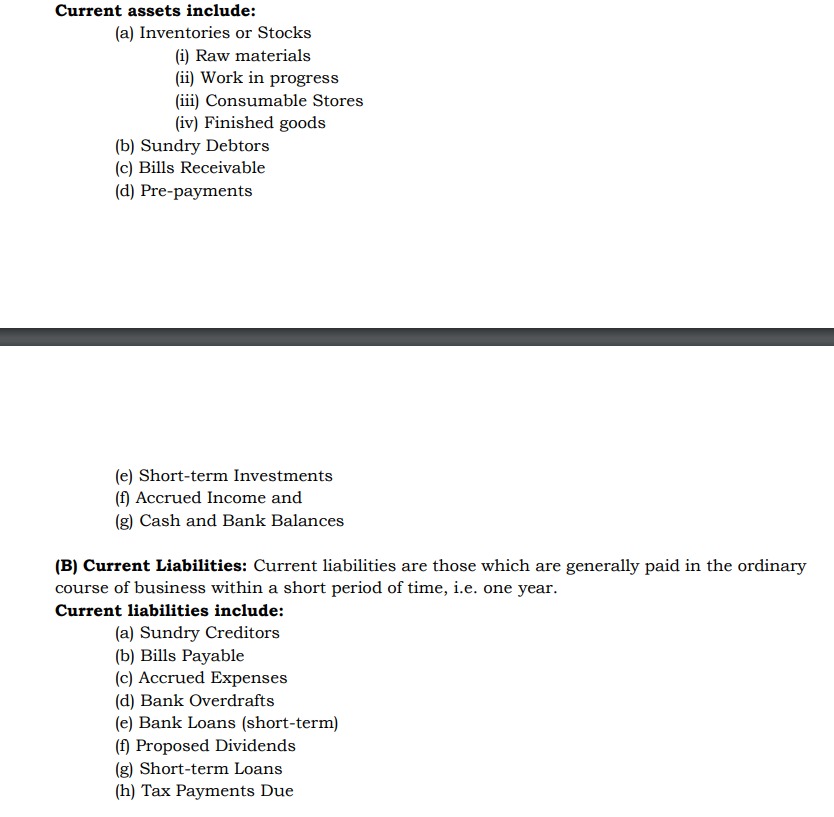 Current assets include:
(a) Inventories or Stocks
(i) Raw materials
(ii) Work in progress
(iii) Consumable Stores
(iv) Finished goods
(b) Sundry Debtors
(c) Bills Receivable
(d) Pre-payments
(e) Short-term Investments
(f) Accrued Income and
(g) Cash and Bank Balances
(B) Current Liabilities: Current liabilities are those which are generally paid in the ordinary
course of business within a short period of time, i.e. one year.
Current liabilities include:
(a) Sundry Creditors
(b) Bills Payable
(c) Accrued Expenses
(d) Bank Overdrafts
(e) Bank Loans (short-term)
(f) Proposed Dividends
(g) Short-term Loans
(h) Tax Payments Due